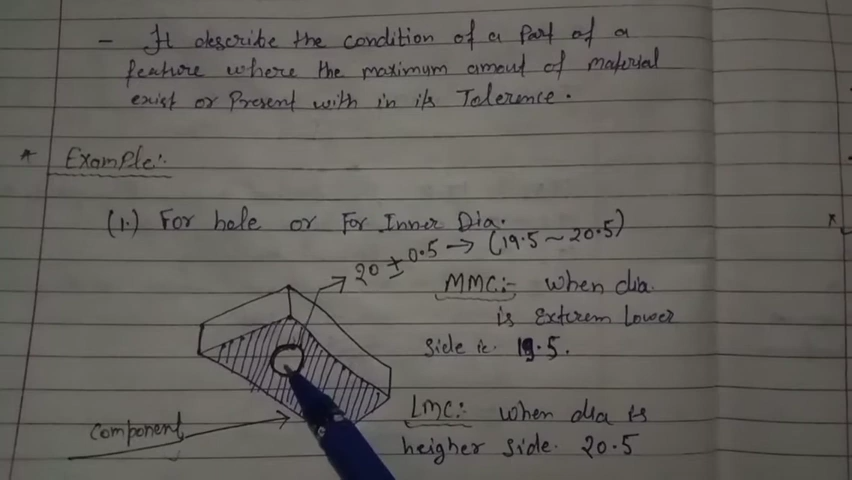 - It describe the condition of a Part of a
feature where the maximum amout of material
exist or Present with in its Tolerence.
* Example:-
(1.) For hole or For Inner Dia.
20 ± 0.5 → (19.5 ~ 20.5)
MMC:- when dia.
is Exterem Lower
Side ie. 19.5.
LMC:- when dia is
heigher side. 20.5
component